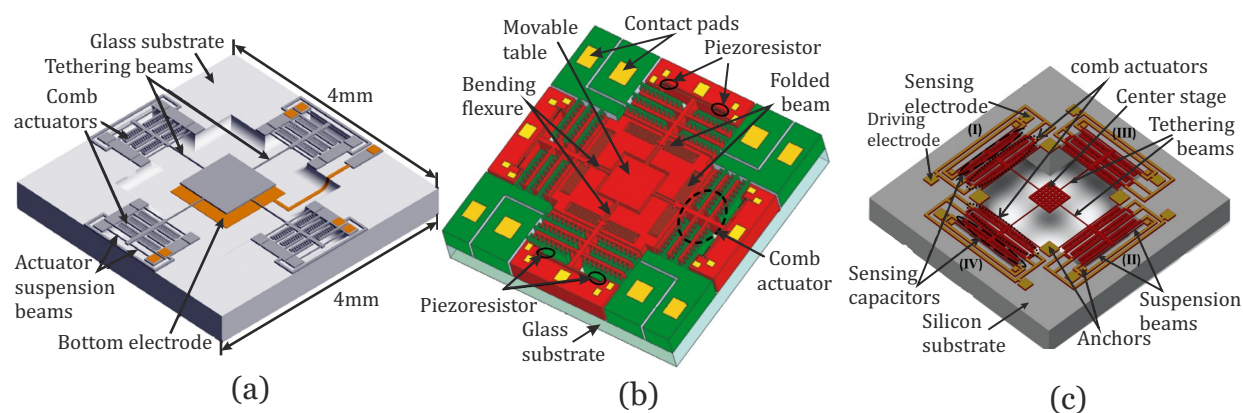 Glass substrate
Tethering beams
Comb
actuators
4mm
Actuator
suspension
beams
4mm
Bottom electrode
(a)
Movable
table
Contact pads
Piezoresistor
Bending
flexure
Folded
beam
Piezoresistor
Comb
actuator
Glass
substrate
(b)
comb actuators
Sensing
electrode
Center stage
Driving
electrode
Tethering
beams
(I)
(III)
(IV)
(II)
Sensing
capacitors
Suspension
beams
Silicon
substrate
Anchors
(c)